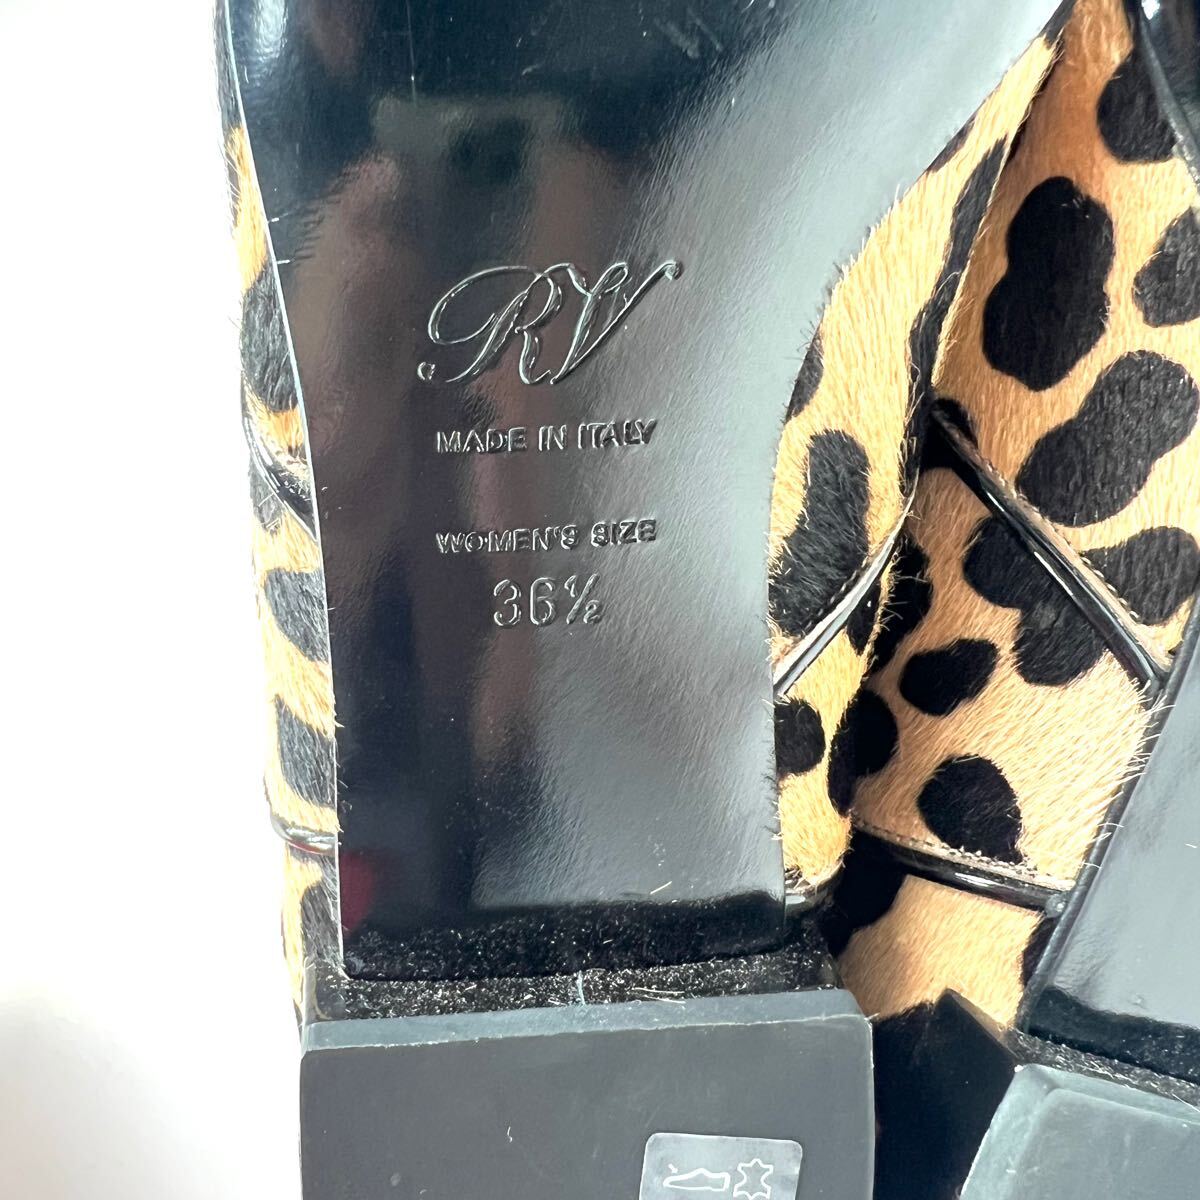 RV
MADE IN ITALY
WOMEN'S SIZE
36½